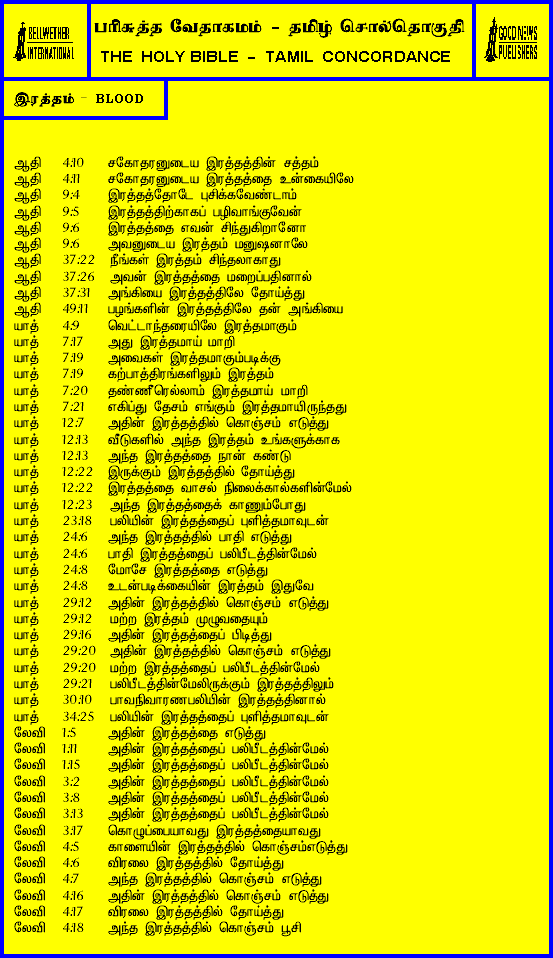 BELLWETHER
INTERNATIONAL
பரிசுத்த வேதாகமம் - தமிழ் சொல்தொகுதி
THE HOLY BIBLE - TAMIL CONCORDANCE
GOOD NEWS
PUBLISHERS
இரத்தம் - BLOOD
ஆதி 4:10 சகோதரனுடைய இரத்தத்தின் சத்தம்
ஆதி 4:11 சகோதரனுடைய இரத்தத்தை உன்கையிலே
ஆதி 9:4 இரத்தத்தோடே புசிக்கவேண்டாம்
ஆதி 9:5 இரத்தத்திற்காகப் பழிவாங்குவேன்
ஆதி 9:6 இரத்தத்தை எவன் சிந்துகிறானோ
ஆதி 9:6 அவனுடைய இரத்தம் மனுஷனாலே
ஆதி 37:22 நீங்கள் இரத்தம் சிந்தலாகாது
ஆதி 37:26 அவன் இரத்தத்தை மறைப்பதினால்
ஆதி 37:31 அங்கியை இரத்தத்திலே தோய்த்து
ஆதி 49:11 பழங்களின் இரத்தத்திலே தன் அங்கியை
யாத் 4:9 வெட்டாந்தரையிலே இரத்தமாகும்
யாத் 7:17 அது இரத்தமாய் மாறி
யாத் 7:19 அவைகள் இரத்தமாகும்படிக்கு
யாத் 7:19 கற்பாத்திரங்களிலும் இரத்தம்
யாத் 7:20 தண்ணீரெல்லாம் இரத்தமாய் மாறி
யாத் 7:21 எகிப்து தேசம் எங்கும் இரத்தமாயிருந்தது
யாத் 12:7 அதின் இரத்தத்தில் கொஞ்சம் எடுத்து
யாத் 12:13 வீடுகளில் அந்த இரத்தம் உங்களுக்காக
யாத் 12:13 அந்த இரத்தத்தை நான் கண்டு
யாத் 12:22 இருக்கும் இரத்தத்தில் தோய்த்து
யாத் 12:22 இரத்தத்தை வாசல் நிலைக்கால்களின்மேல்
யாத் 12:23 அந்த இரத்தத்தைக் காணும்போது
யாத் 23:18 பலியின் இரத்தத்தைப் புளித்தமாவுடன்
யாத் 24:6 அந்த இரத்தத்தில் பாதி எடுத்து
யாத் 24:6 பாதி இரத்தத்தைப் பலிபீடத்தின்மேல்
யாத் 24:8 மோசே இரத்தத்தை எடுத்து
யாத் 24:8 உடன்படிக்கையின் இரத்தம் இதுவே
யாத் 29:12 அதின் இரத்தத்தில் கொஞ்சம் எடுத்து
யாத் 29:12 மற்ற இரத்தம் முழுவதையும்
யாத் 29:16 அதின் இரத்தத்தைப் பிடித்து
யாத் 29:20 அதின் இரத்தத்தில் கொஞ்சம் எடுத்து
யாத் 29:20 மற்ற இரத்தத்தைப் பலிபீடத்தின்மேல்
யாத் 29:21 பலிபீடத்தின்மேலிருக்கும் இரத்தத்திலும்
யாத் 30:10 பாவநிவாரணபலியின் இரத்தத்தினால்
யாத் 34:25 பலியின் இரத்தத்தைப் புளித்தமாவுடன்
லேவி 1:5 அதின் இரத்தத்தை எடுத்து
லேவி 1:11 அதின் இரத்தத்தைப் பலிபீடத்தின்மேல்
லேவி 1:15 அதின் இரத்தத்தைப் பலிபீடத்தின்மேல்
லேவி 3:2 அதின் இரத்தத்தைப் பலிபீடத்தின்மேல்
லேவி 3:8 அதின் இரத்தத்தைப் பலிபீடத்தின்மேல்
லேவி 3:13 அதின் இரத்தத்தைப் பலிபீடத்தின்மேல்
லேவி 3:17 கொழுப்பையாவது இரத்தத்தையாவது
லேவி 4:5 காளையின் இரத்தத்தில் கொஞ்சம்எடுத்து
லேவி 4:6 விரலை இரத்தத்தில் தோய்த்து
லேவி 4:7 அந்த இரத்தத்தில் கொஞ்சம் எடுத்து
லேவி 4:16 அதின் இரத்தத்தில் கொஞ்சம் எடுத்து
லேவி 4:17 விரலை இரத்தத்தில் தோய்த்து
லேவி 4:18 அந்த இரத்தத்தில் கொஞ்சம் பூசி